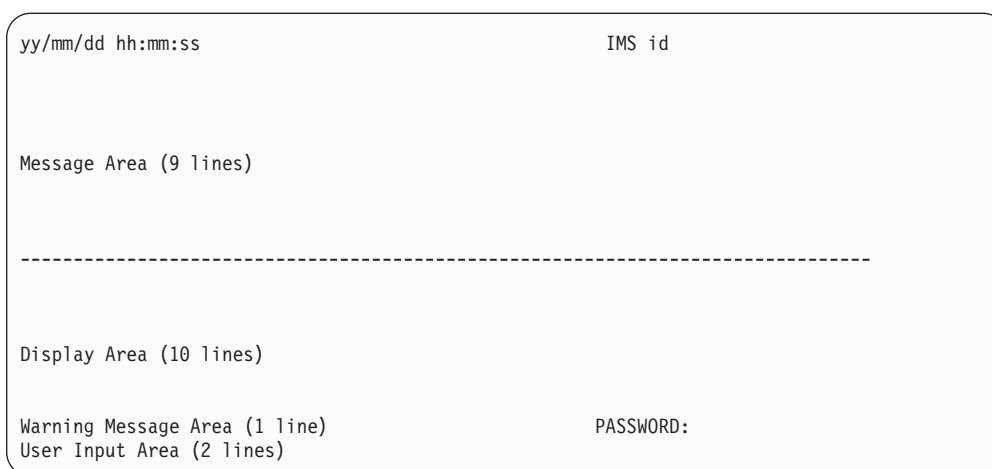 yy/mm/dd hh:mm:ss IMS id
Message Area (9 lines)
--------------------------------------------------------------------------------
Display Area (10 lines)
Warning Message Area (1 line) PASSWORD:
User Input Area (2 lines)